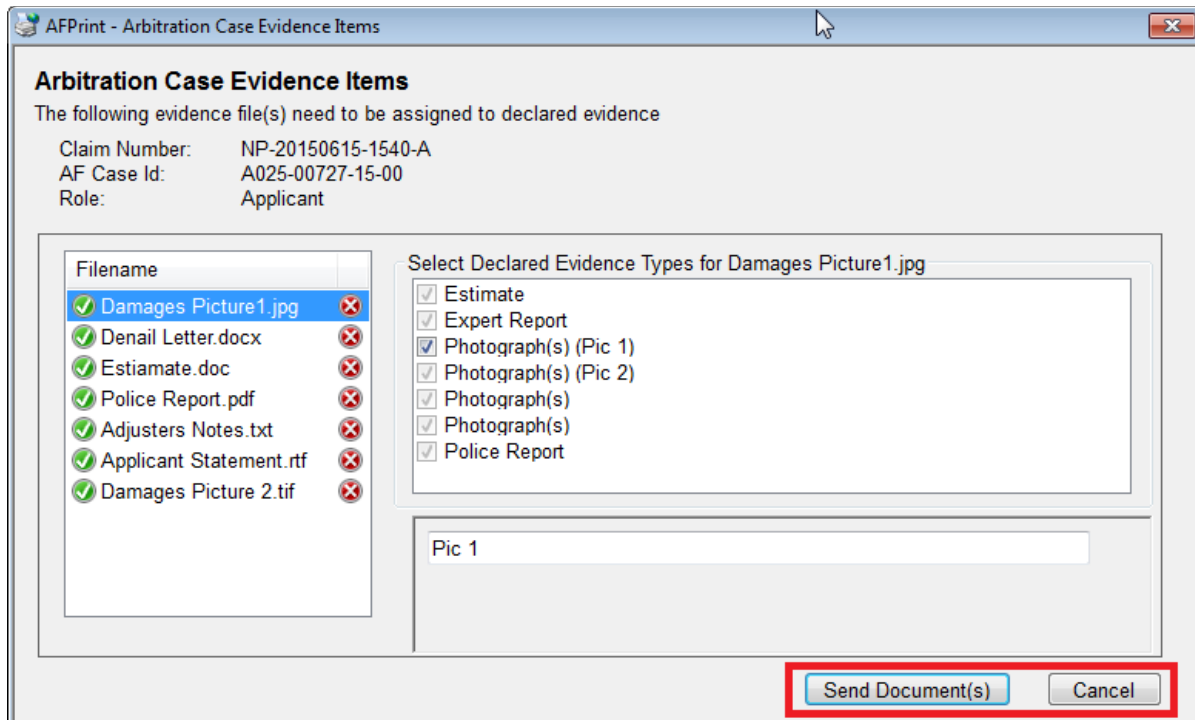 AFPrint - Arbitration Case Evidence Items
Arbitration Case Evidence Items
The following evidence file(s) need to be assigned to declared evidence
Claim Number: NP-20150615-1540-A
AF Case Id: A025-00727-15-00
Role: Applicant
Filename
Damages Picture1.jpg
Denail Letter.docx
Estiamate.doc
Police Report.pdf
Adjusters Notes.txt
Applicant Statement.rtf
Damages Picture 2.tif
Select Declared Evidence Types for Damages Picture1.jpg
Estimate
Expert Report
Photograph(s) (Pic 1)
Photograph(s) (Pic 2)
Photograph(s)
Photograph(s)
Police Report
Pic 1
Send Document(s)
Cancel